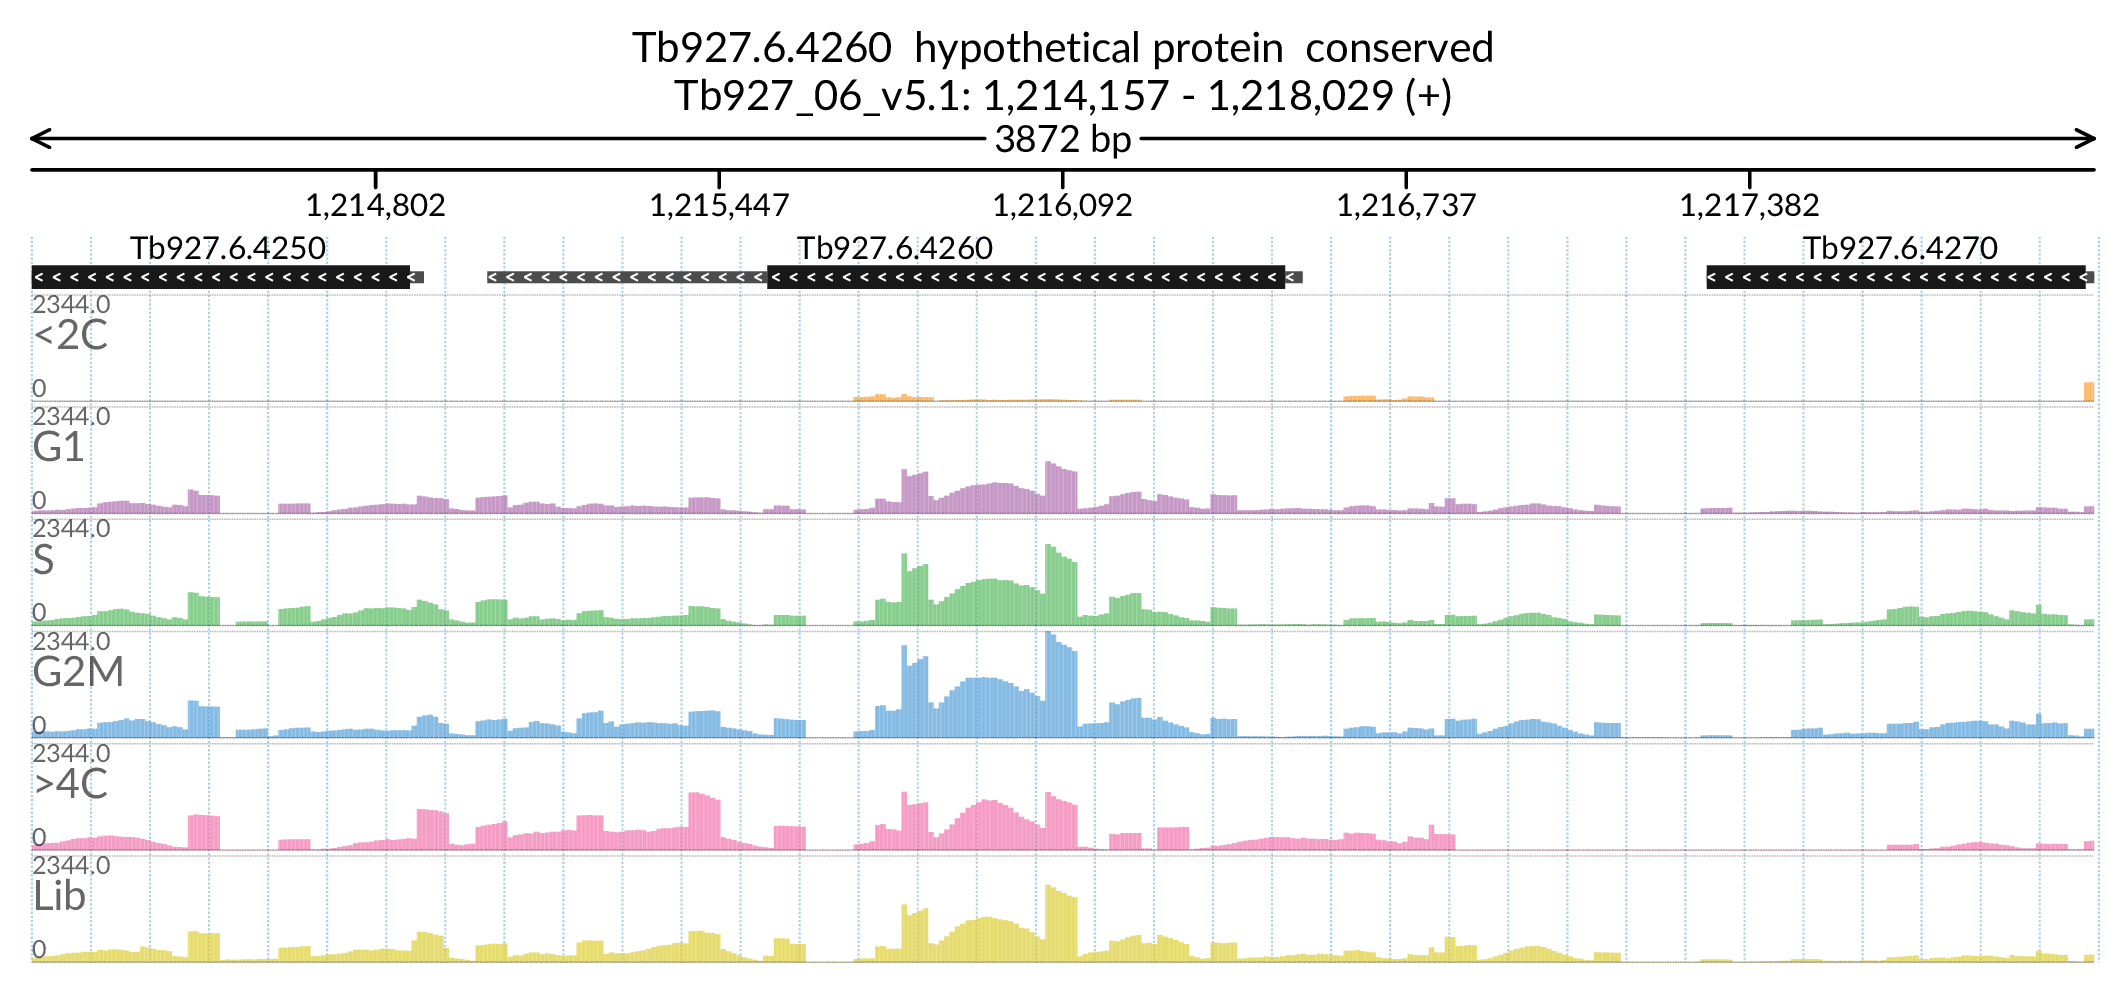 Tb927.6.4260  hypothetical protein  conserved
Tb927_06_v5.1: 1,214,157 - 1,218,029 (+)
3872 bp
1,214,802 1,215,447 1,216,092 1,216,737 1,217,382
Tb927.6.4250 Tb927.6.4260 Tb927.6.4270
2344.0
<2C
0
2344.0
G1
0
2344.0
S
0
2344.0
G2M
0
2344.0
>4C
0
2344.0
Lib
0